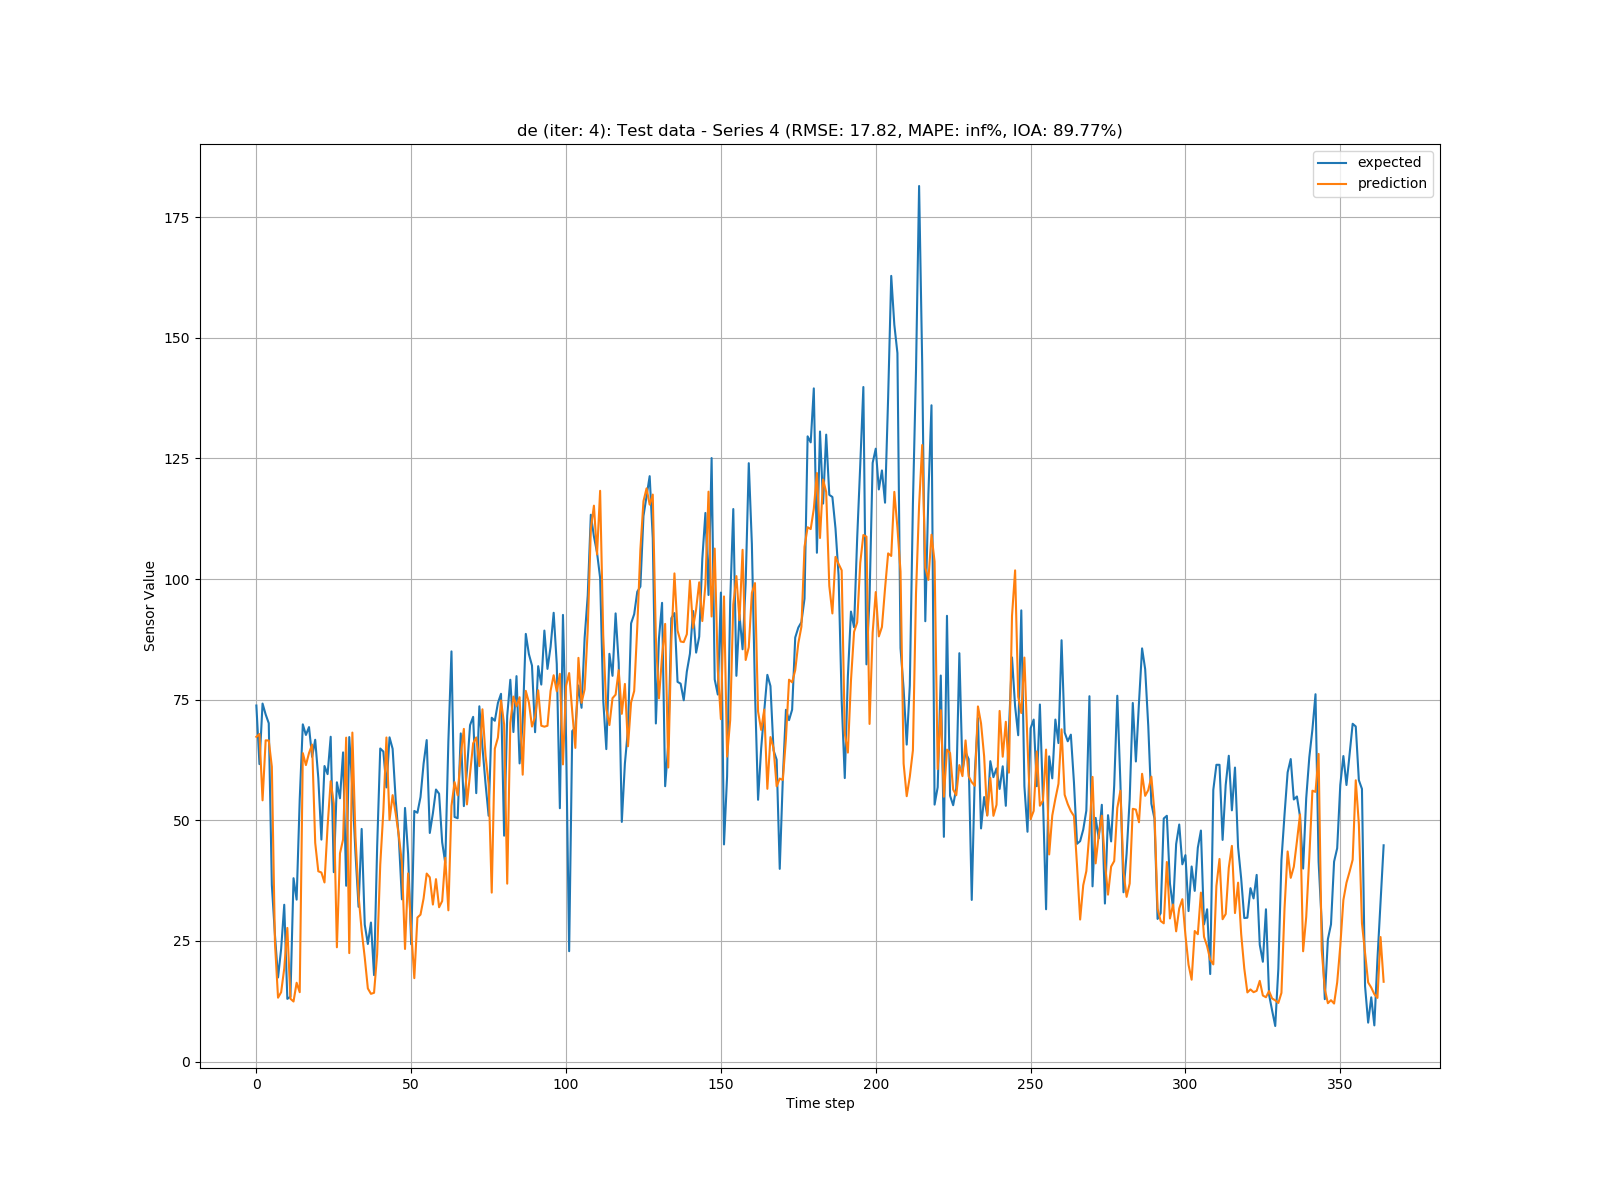 de (iter: 4): Test data - Series 4 (RMSE: 17.82, MAPE: inf%, IOA: 89.77%)
expected
prediction
175
150
125
100
75
50
25
0
Sensor Value
0 50 100 150 200 250 300 350
Time step